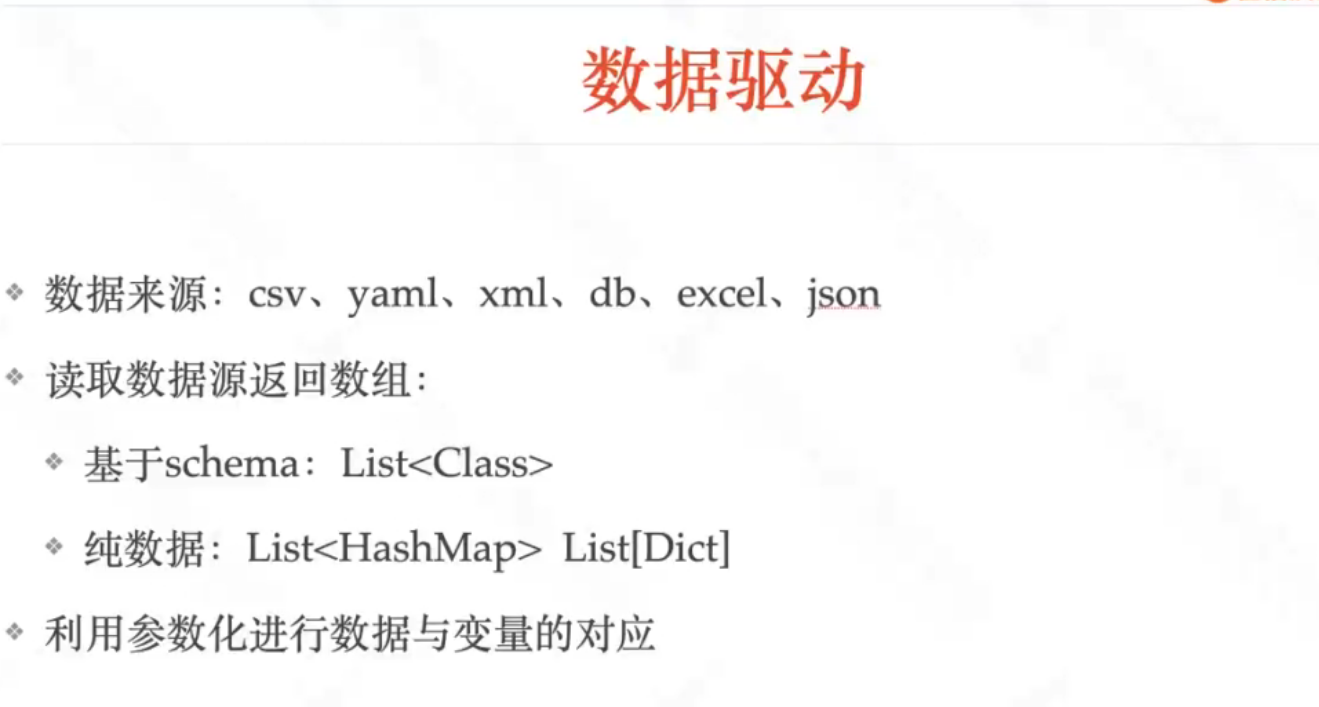 数据驱动
数据来源：csv、yaml、xml、db、excel、json
读取数据源返回数组：
基于schema：List<Class>
纯数据：List<HashMap> List[Dict]
利用参数化进行数据与变量的对应